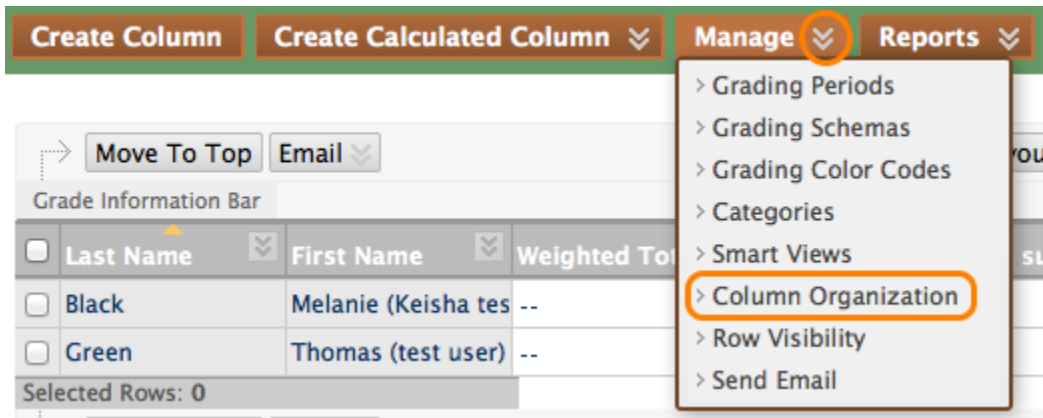 Create Column Create Calculated Column Manage Reports
Grading Periods
Grading Schemas
Grading Color Codes
Categories
Smart Views
Column Organization
Row Visibility
Send Email
Move To Top Email
Grade Information Bar
Last Name First Name Weighted Tot su
Black Melanie (Keisha tes --
Green Thomas (test user) --
Selected Rows: 0